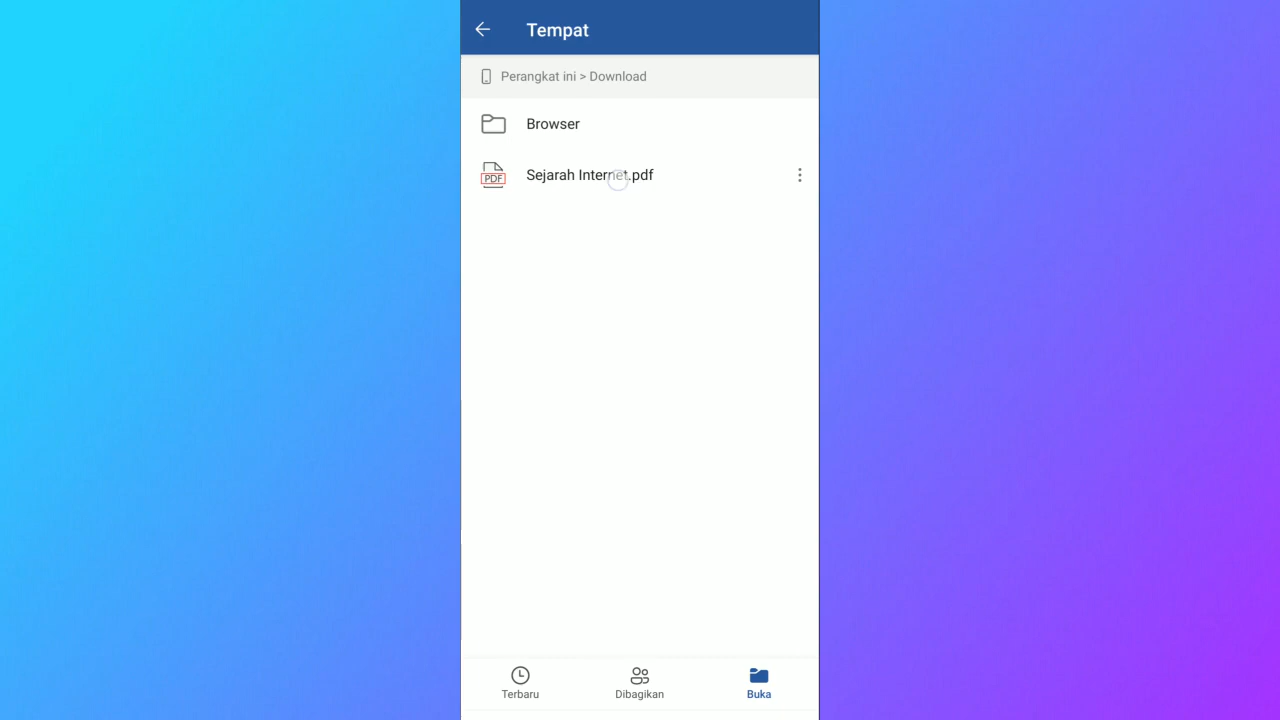 Tempat
Perangkat ini > Download
Browser
PDF
Sejarah Internet.pdf
Terbaru
Dibagikan
Buka